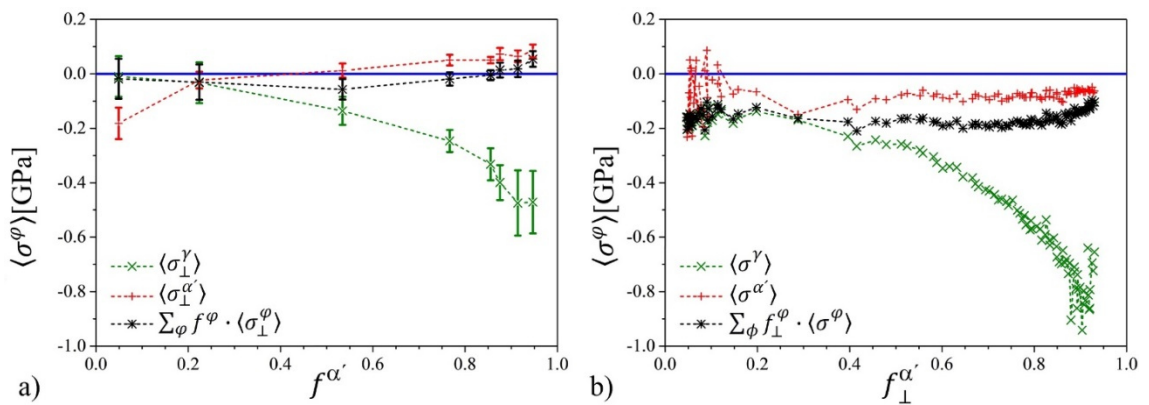 0.2
0.0
-0.2
-0.4
-0.6
-0.8
-1.0
⟨σ^φ⟩[GPa]
⟨σ_⊥^γ⟩
⟨σ_⊥^α′⟩
∑_φ f^φ · ⟨σ_⊥^φ⟩
0.0 0.2 0.4 0.6 0.8 1.0
a)
f^α′
0.2
0.0
-0.2
-0.4
-0.6
-0.8
-1.0
⟨σ^φ⟩[GPa]
⟨σ^γ⟩
⟨σ^α′⟩
∑_ϕ f_⊥^φ · ⟨σ^φ⟩
0.0 0.2 0.4 0.6 0.8 1.0
b)
f_⊥^α′